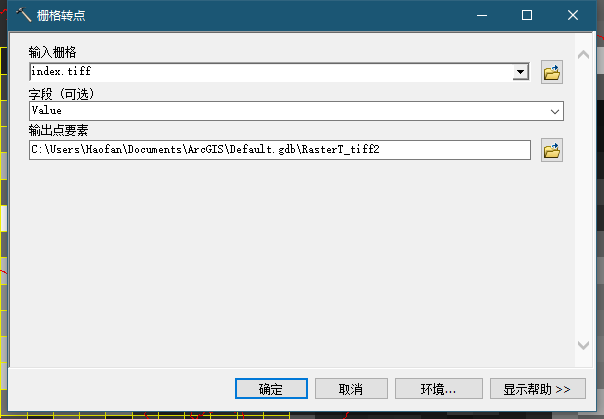 栅格转点
输入栅格
index.tiff
字段 (可选)
Value
输出点要素
C:\Users\Haofan\Documents\ArcGIS\Default.gdb\RasterT_tiff2
确定 取消 环境... 显示帮助 >>